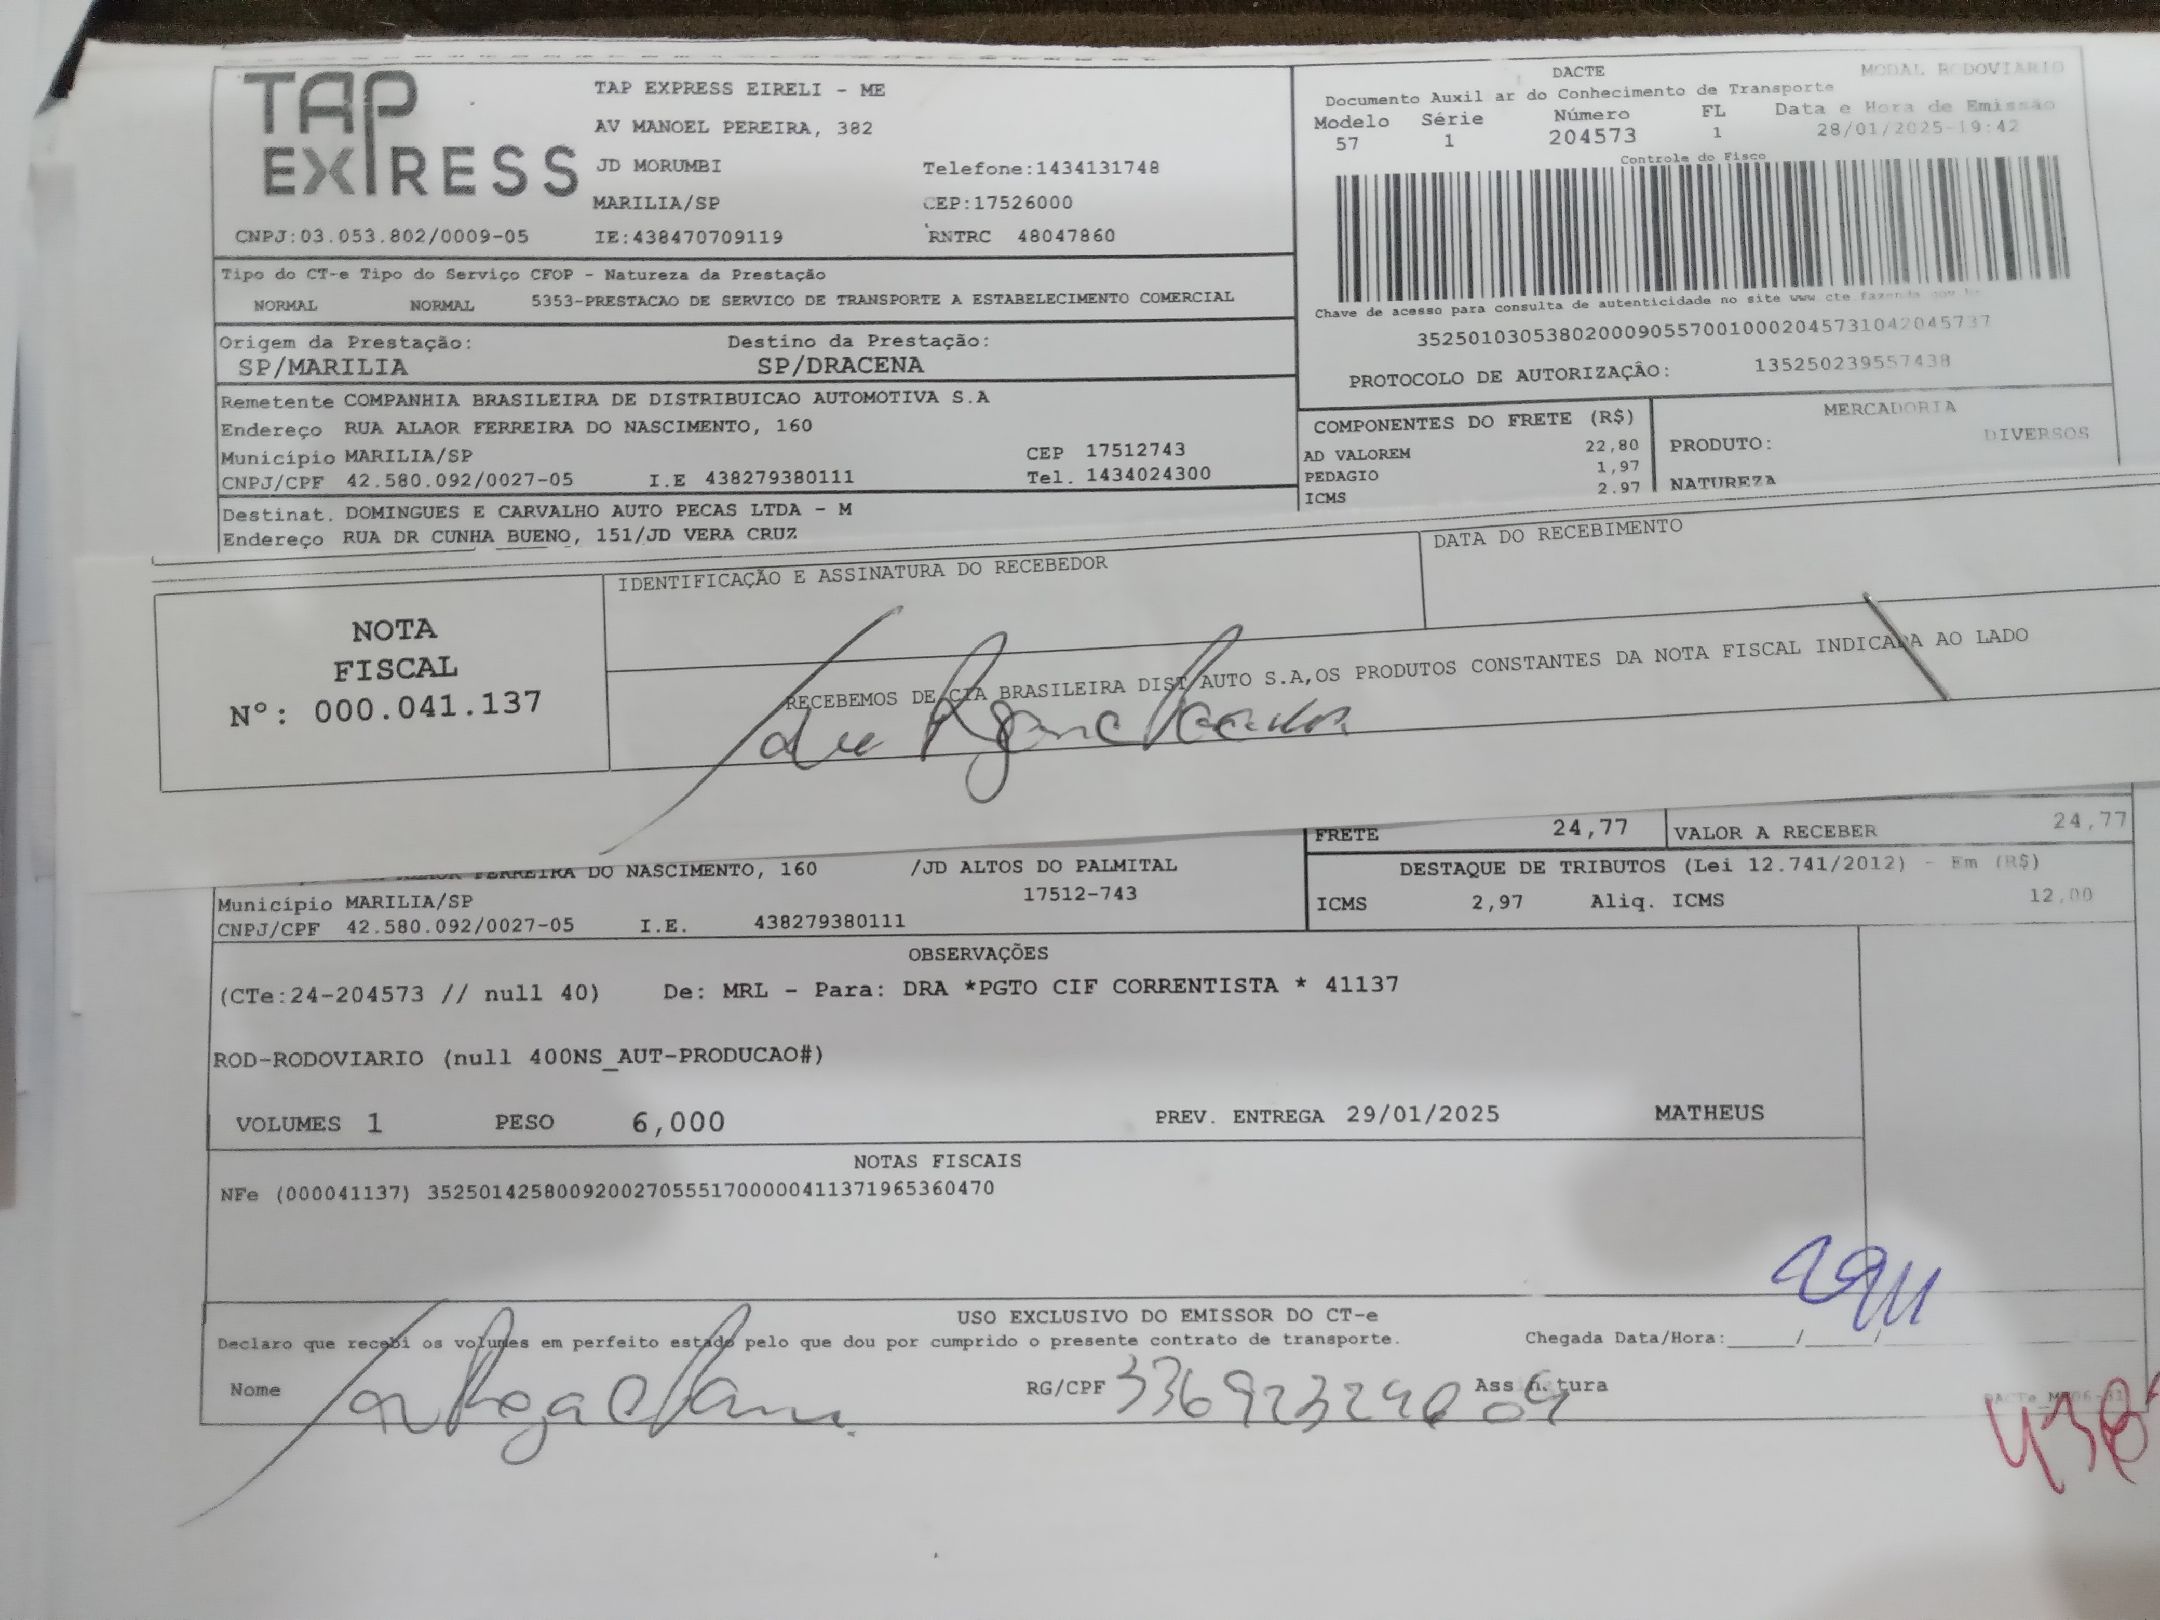 TAP EXPRESS
TAP EXPRESS EIRELI - ME
AV MANOEL PEREIRA, 382
JD MORUMBI Telefone:1434131748
MARILIA/SP CEP:17526000
CNPJ:03.053.802/0009-05 IE:438470709119 RNTRC 48047860
DACTE MODAL RODOVIARIO
Documento Auxil ar do Conhecimento de Transporte
Modelo Série Número FL Data e Hora de Emissão
57 1 204573 1 28/01/2025-19:42
Controle do Fisco
Chave de acesso para consulta de autenticidade no site www.cte.fazenda.gov.br
35250103053802000905570010002045731042045737
PROTOCOLO DE AUTORIZAÇÃO: 135250239557438
Tipo do CT-e Tipo do Serviço CFOP - Natureza da Prestação
NORMAL NORMAL 5353-PRESTACAO DE SERVICO DE TRANSPORTE A ESTABELECIMENTO COMERCIAL
Origem da Prestação: Destino da Prestação:
SP/MARILIA SP/DRACENA
Remetente COMPANHIA BRASILEIRA DE DISTRIBUICAO AUTOMOTIVA S.A
Endereço RUA ALAOR FERREIRA DO NASCIMENTO, 160
Município MARILIA/SP CEP 17512743
CNPJ/CPF 42.580.092/0027-05 I.E 438279380111 Tel. 1434024300
COMPONENTES DO FRETE (R$)
AD VALOREM 22,80
PEDAGIO 1,97
ICMS 2.97
MERCADORIA
PRODUTO: DIVERSOS
NATUREZA
Destinat. DOMINGUES E CARVALHO AUTO PECAS LTDA - M
Endereço RUA DR CUNHA BUENO, 151/JD VERA CRUZ
NOTA
FISCAL
Nº: 000.041.137
IDENTIFICAÇÃO E ASSINATURA DO RECEBEDOR
DATA DO RECEBIMENTO
RECEBEMOS DE CIA BRASILEIRA DIST AUTO S.A,OS PRODUTOS CONSTANTES DA NOTA FISCAL INDICADA AO LADO
FRETE 24,77 VALOR A RECEBER 24,77
FERREIRA DO NASCIMENTO, 160 /JD ALTOS DO PALMITAL
Município MARILIA/SP 17512-743
CNPJ/CPF 42.580.092/0027-05 I.E. 438279380111
DESTAQUE DE TRIBUTOS (Lei 12.741/2012) - Em (R$)
ICMS 2,97 Aliq. ICMS 12,00
OBSERVAÇÕES
(CTe:24-204573 // null 40) De: MRL - Para: DRA *PGTO CIF CORRENTISTA * 41137
ROD-RODOVIARIO (null 400NS_AUT-PRODUCAO#)
VOLUMES 1 PESO 6,000 PREV. ENTREGA 29/01/2025 MATHEUS
NOTAS FISCAIS
NFe (000041137) 35250142580092002705551700000411371965360470
USO EXCLUSIVO DO EMISSOR DO CT-e
Declaro que recebi os volumes em perfeito estado pelo que dou por cumprido o presente contrato de transporte. Chegada Data/Hora:____/____/
Nome RG/CPF Assinatura